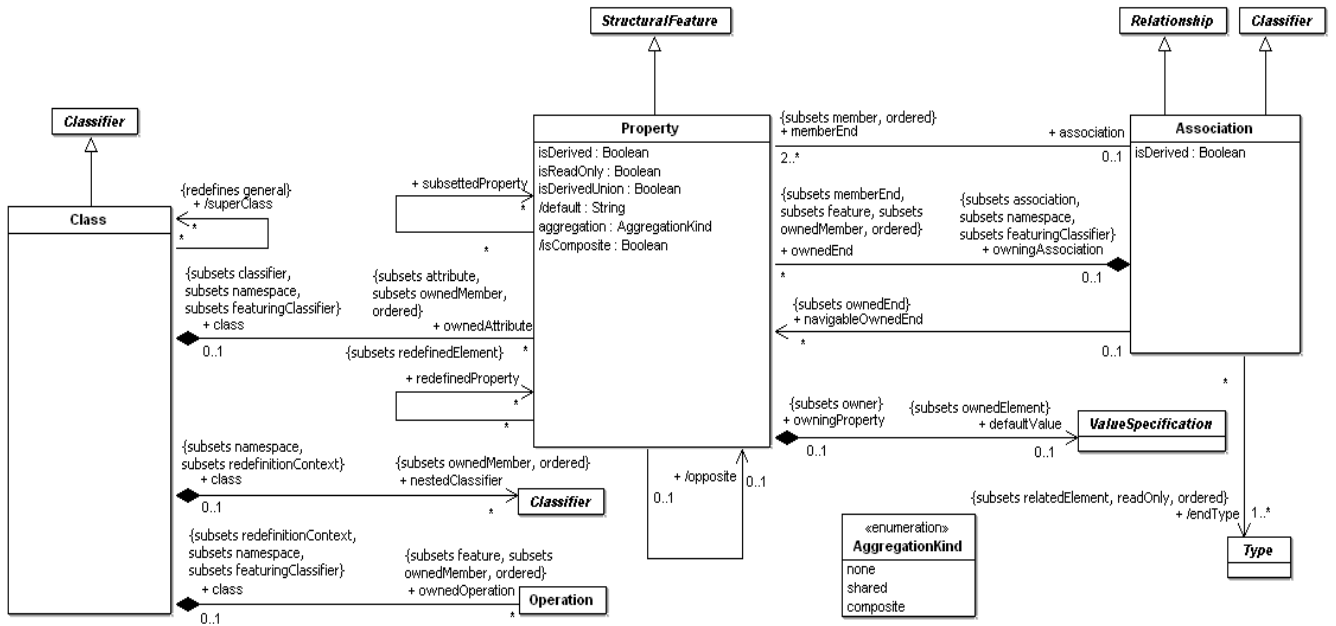 StructuralFeature
Relationship
Classifier
Classifier
Property
isDerived : Boolean
isReadOnly : Boolean
isDerivedUnion : Boolean
/default : String
aggregation : AggregationKind
/isComposite : Boolean
{subsets member, ordered}
+ memberEnd
2..*
+ association
0..1
Association
isDerived : Boolean
{redefines general}
+ /superClass
*
*
Class
+ subsettedProperty
*
*
{subsets memberEnd,
subsets feature, subsets
ownedMember, ordered}
+ ownedEnd
*
{subsets association,
subsets namespace,
subsets featuringClassifier}
+ owningAssociation
0..1
{subsets classifier,
subsets namespace,
subsets featuringClassifier}
+ class
0..1
{subsets attribute,
subsets ownedMember,
ordered}
+ ownedAttribute
*
{subsets ownedEnd}
+ navigableOwnedEnd
*
0..1
{subsets redefinedElement}
+ redefinedProperty
*
*
{subsets owner}
+ owningProperty
0..1
{subsets ownedElement}
+ defaultValue
0..1
ValueSpecification
*
{subsets namespace,
subsets redefinitionContext}
+ class
0..1
{subsets ownedMember, ordered}
+ nestedClassifier
*
Classifier
+ /opposite
0..1
0..1
{subsets relatedElement, readOnly, ordered}
+ /endType
1..*
Type
{subsets redefinitionContext,
subsets namespace,
subsets featuringClassifier}
+ class
0..1
{subsets feature, subsets
ownedMember, ordered}
+ ownedOperation
*
Operation
«enumeration»
AggregationKind
none
shared
composite